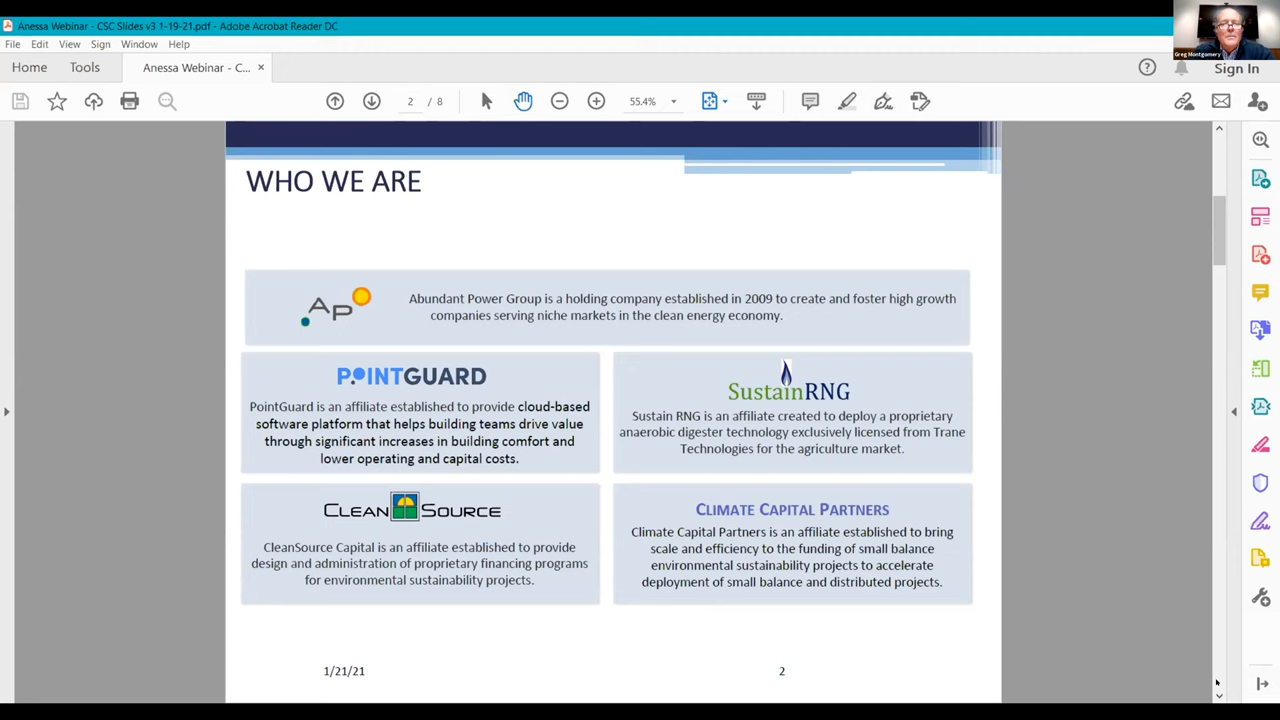 Anessa Webinar - CSC Slides v3 1-19-21.pdf - Adobe Acrobat Reader DC
File Edit View Sign Window Help
Home Tools Anessa Webinar - C... × Sign In
Greg Montgomery
2 / 8 55.4%
WHO WE ARE
AP
Abundant Power Group is a holding company established in 2009 to create and foster high growth
companies serving niche markets in the clean energy economy.
POINTGUARD
PointGuard is an affiliate established to provide cloud-based
software platform that helps building teams drive value
through significant increases in building comfort and
lower operating and capital costs.
SustainRNG
Sustain RNG is an affiliate created to deploy a proprietary
anaerobic digester technology exclusively licensed from Trane
Technologies for the agriculture market.
CLEAN SOURCE
CleanSource Capital is an affiliate established to provide
design and administration of proprietary financing programs
for environmental sustainability projects.
CLIMATE CAPITAL PARTNERS
Climate Capital Partners is an affiliate established to bring
scale and efficiency to the funding of small balance
environmental sustainability projects to accelerate
deployment of small balance and distributed projects.
1/21/21 2